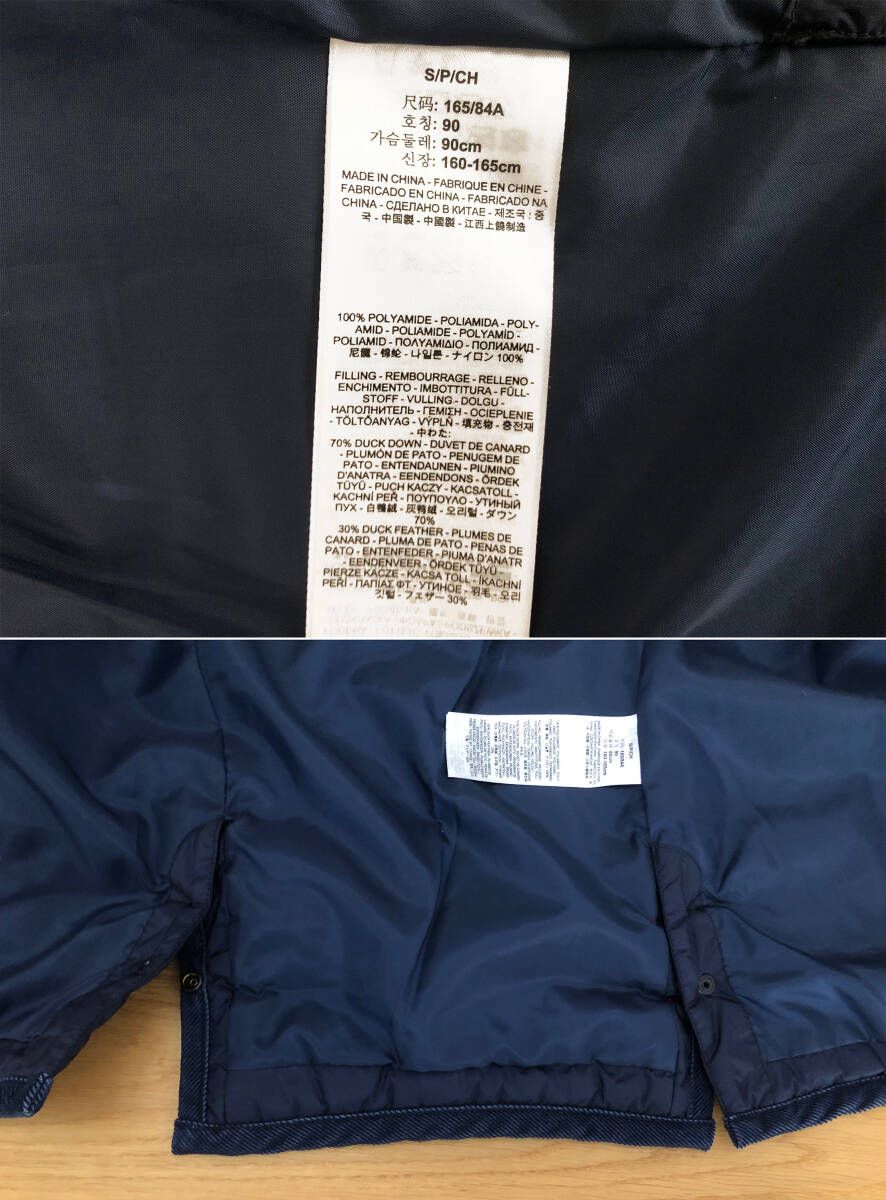 S/P/CH
尺码: 165/84A
호칭: 90
가슴둘레: 90cm
신장: 160-165cm
MADE IN CHINA - FABRIQUE EN CHINE -
FABRICADO EN CHINA - FABRICADO NA
CHINA - СДЕЛАНО В КИТАЕ - 제조국 : 중
국 - 中国製 - 中國製 - 江西上饒制造
100% POLYAMIDE - POLIAMIDA - POLY-
AMID - POLIAMIDE - POLYAMID -
POLIAMID - ΠΟΛΥΑΜΙΔΙΟ - ПОЛИАМИД -
尼龍 - 锦纶 - 나일론 - ナイロン 100%
FILLING - REMBOURRAGE - RELLENO -
ENCHIMENTO - IMBOTTITURA - FÜLL-
STOFF - VULLING - DOLGU -
НАПОЛНИТЕЛЬ - ΓΕΜΙΣΗ - OCIEPLENIE
- TÖLTŐANYAG - VÝPLŇ - 填充物 - 충전재
- 中わた:
70% DUCK DOWN - DUVET DE CANARD
- PLUMÓN DE PATO - PENUGEM DE
PATO - ENTENDAUNEN - PIUMINO
D'ANATRA - EENDENDONS - ÖRDEK
TÜYÜ - PUCH KACZY - KACSATOLL -
KACHNÍ PEŘÍ - ΠΟΥΠΟΥΛΟ - УТИНЫЙ
ПУХ - 白鴨絨 - 灰鸭绒 - 오리털 - ダウン
70%
30% DUCK FEATHER - PLUMES DE
CANARD - PLUMA DE PATO - PENAS DE
PATO - ENTENFEDER - PIUMA D'ANATR
- EENDENVEER - ÖRDEK TÜYÜ -
PIERZE KACZE - KACSA TOLL - KACHNÍ
PEŘÍ - ΠΑΠΙΑΣ ΦΤ - УТИНОЕ - 羽毛 - 오리
깃털 - フェザー 30%
S/P/CH